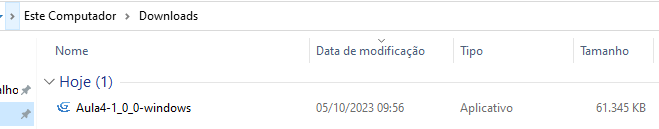 Este Computador > Downloads
Nome Data de modificação Tipo Tamanho
Hoje (1)
alho
Aula4-1_0_0-windows 05/10/2023 09:56 Aplicativo 61.345 KB